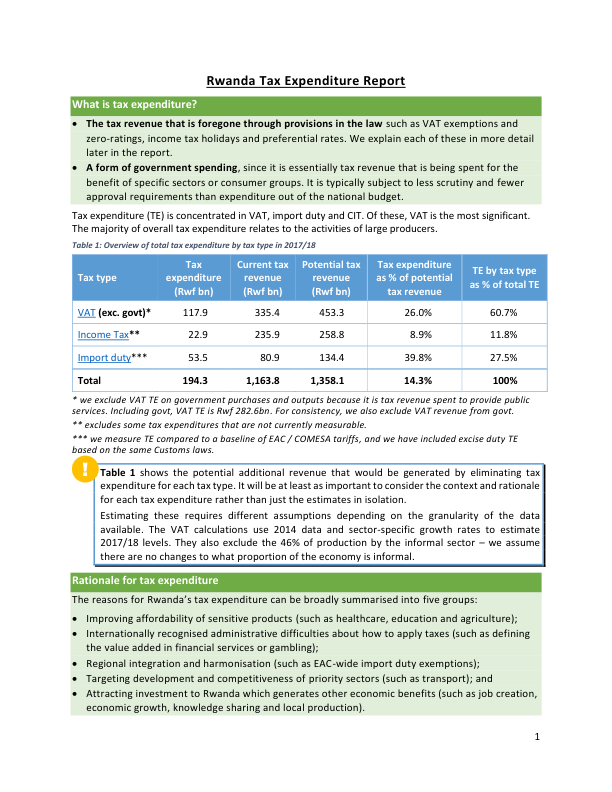 Rwanda Tax Expenditure Report
What is tax expenditure?
• The tax revenue that is foregone through provisions in the law such as VAT exemptions and
zero-ratings, income tax holidays and preferential rates. We explain each of these in more detail
later in the report.
• A form of government spending, since it is essentially tax revenue that is being spent for the
benefit of specific sectors or consumer groups. It is typically subject to less scrutiny and fewer
approval requirements than expenditure out of the national budget.
Tax expenditure (TE) is concentrated in VAT, import duty and CIT. Of these, VAT is the most significant.
The majority of overall tax expenditure relates to the activities of large producers.
Table 1: Overview of total tax expenditure by tax type in 2017/18
Tax type Tax expenditure (Rwf bn) Current tax revenue (Rwf bn) Potential tax revenue (Rwf bn) Tax expenditure as % of potential tax revenue TE by tax type as % of total TE
VAT (exc. govt)* 117.9 335.4 453.3 26.0% 60.7%
Income Tax** 22.9 235.9 258.8 8.9% 11.8%
Import duty*** 53.5 80.9 134.4 39.8% 27.5%
Total 194.3 1,163.8 1,358.1 14.3% 100%
* we exclude VAT TE on government purchases and outputs because it is tax revenue spent to provide public
services. Including govt, VAT TE is Rwf 282.6bn. For consistency, we also exclude VAT revenue from govt.
** excludes some tax expenditures that are not currently measurable.
*** we measure TE compared to a baseline of EAC / COMESA tariffs, and we have included excise duty TE
based on the same Customs laws.
!
Table 1 shows the potential additional revenue that would be generated by eliminating tax
expenditure for each tax type. It will be at least as important to consider the context and rationale
for each tax expenditure rather than just the estimates in isolation.
Estimating these requires different assumptions depending on the granularity of the data
available. The VAT calculations use 2014 data and sector-specific growth rates to estimate
2017/18 levels. They also exclude the 46% of production by the informal sector – we assume
there are no changes to what proportion of the economy is informal.
Rationale for tax expenditure
The reasons for Rwanda's tax expenditure can be broadly summarised into five groups:
• Improving affordability of sensitive products (such as healthcare, education and agriculture);
• Internationally recognised administrative difficulties about how to apply taxes (such as defining
the value added in financial services or gambling);
• Regional integration and harmonisation (such as EAC-wide import duty exemptions);
• Targeting development and competitiveness of priority sectors (such as transport); and
• Attracting investment to Rwanda which generates other economic benefits (such as job creation,
economic growth, knowledge sharing and local production).
1